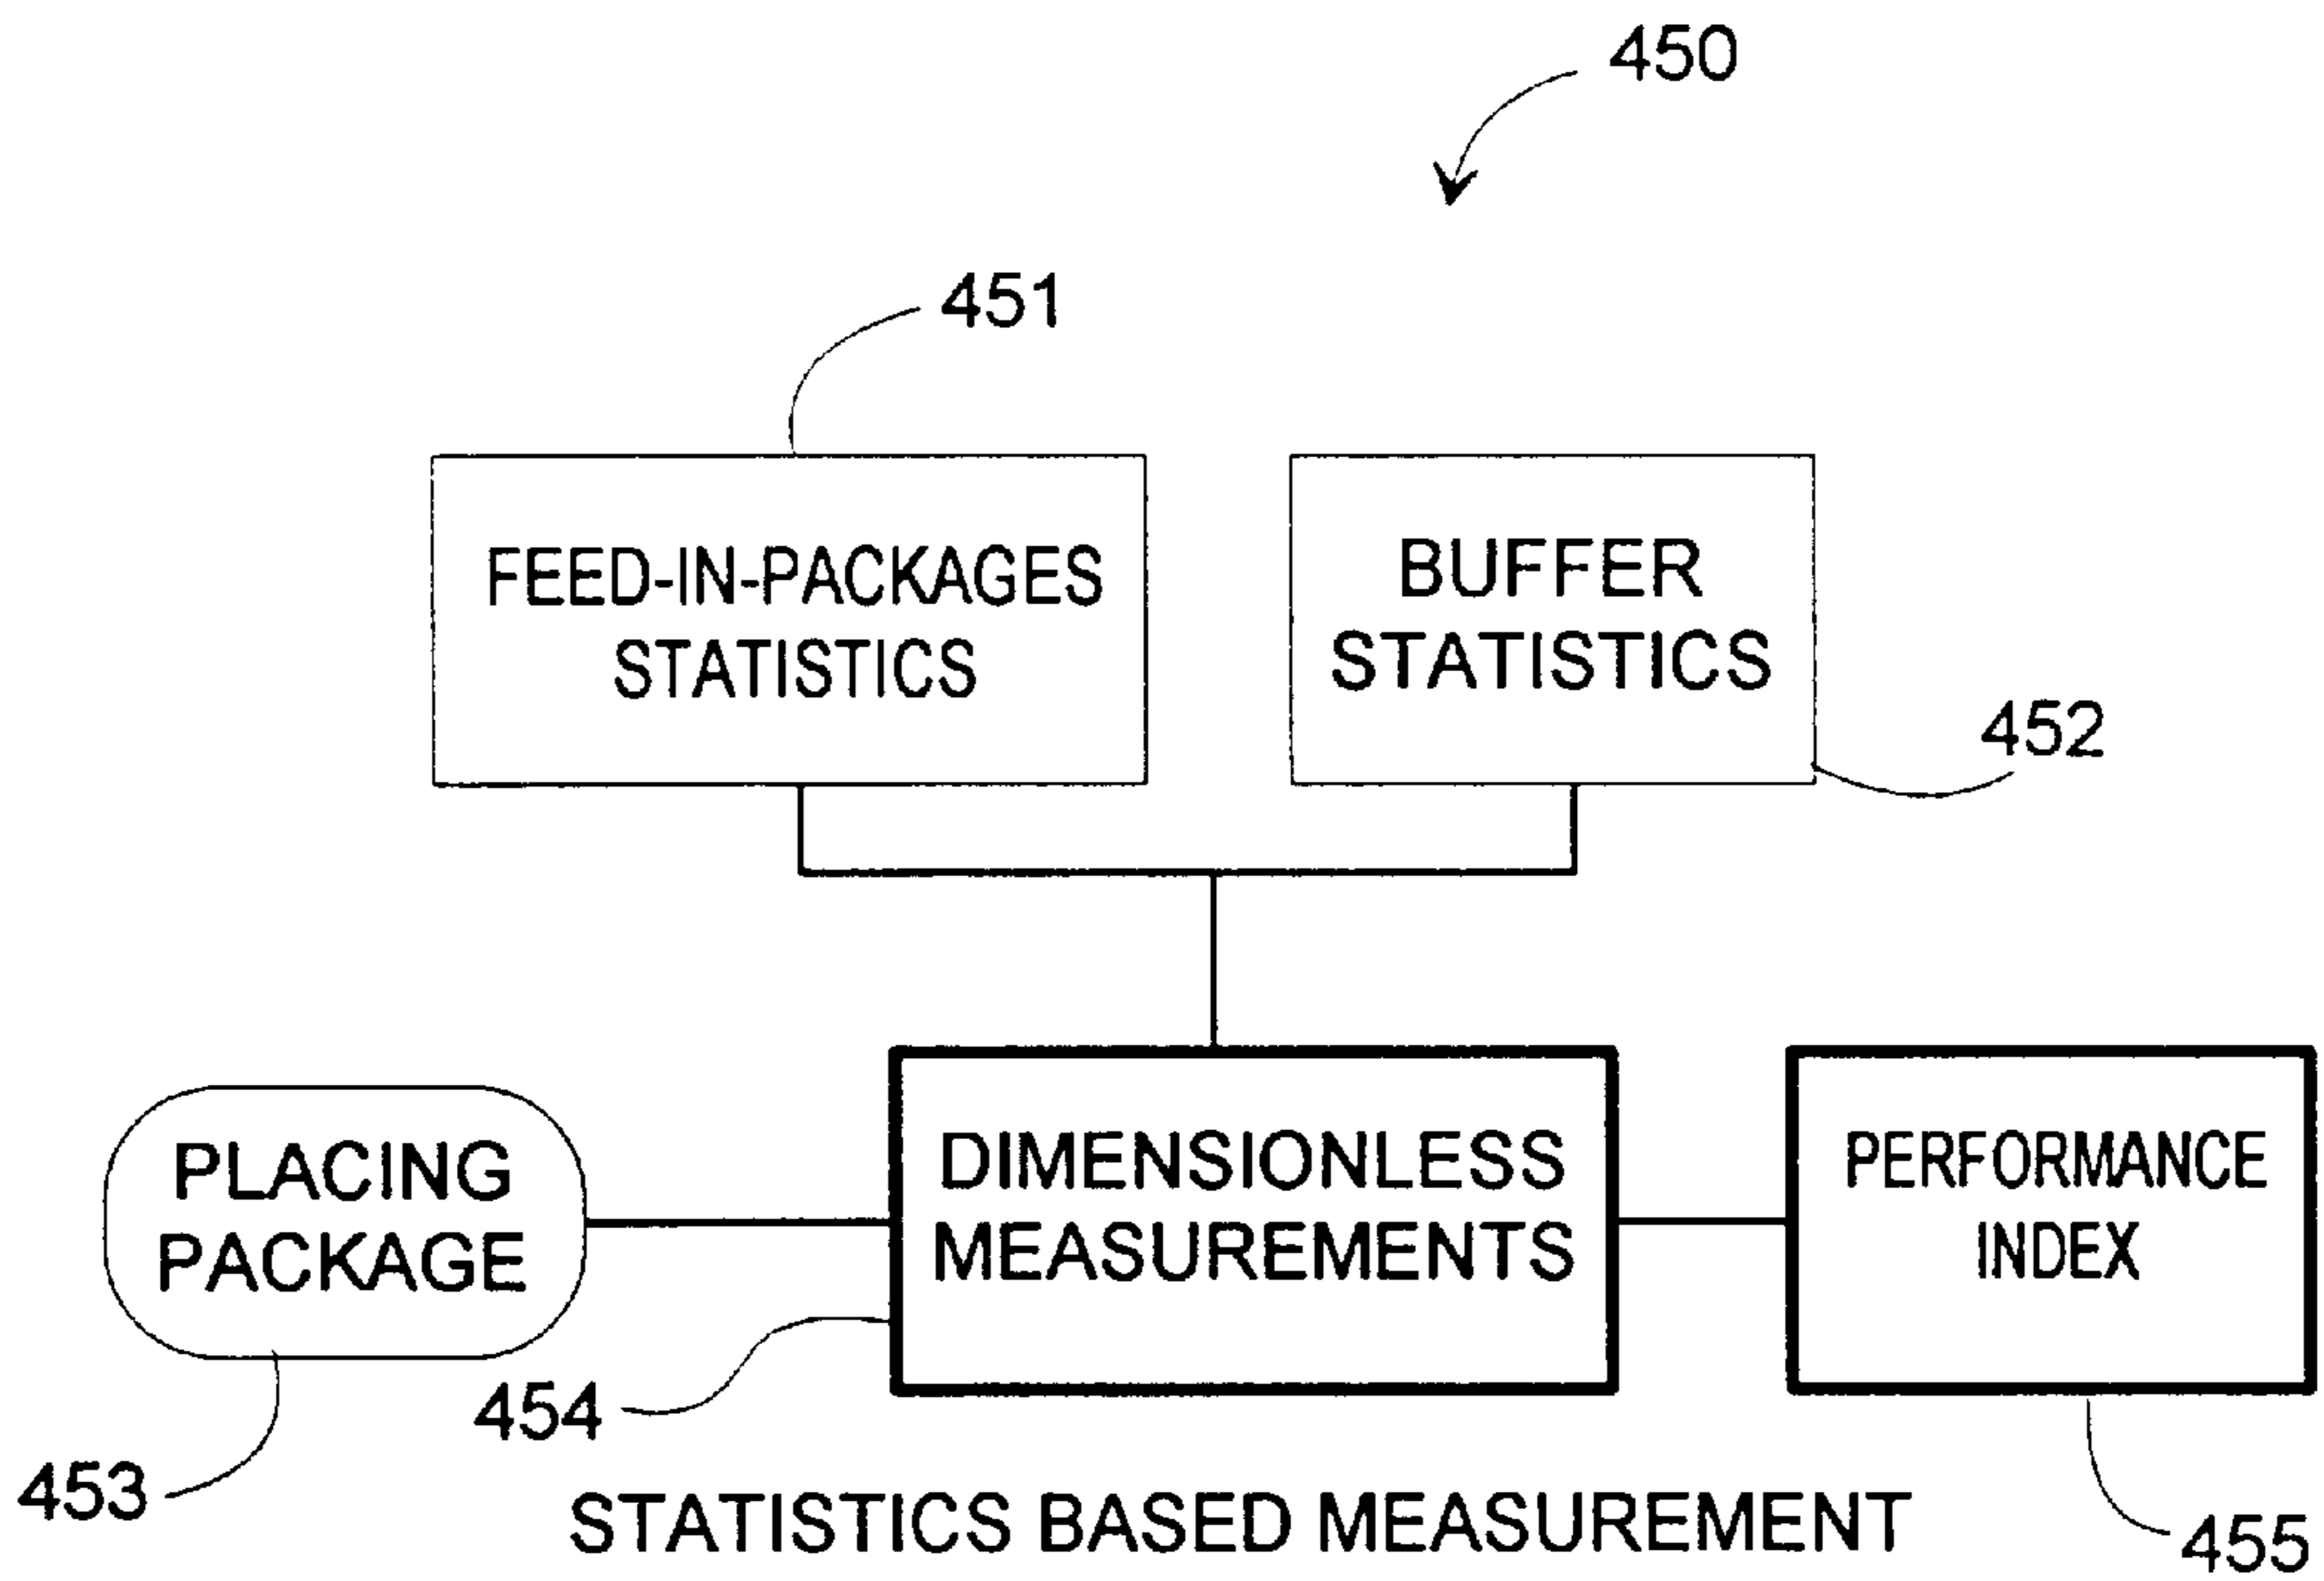 450
451
FEED-IN-PACKAGES
STATISTICS
BUFFER
STATISTICS
452
PLACING
PACKAGE
DIMENSIONLESS
MEASUREMENTS
PERFORMANCE
INDEX
454
453
STATISTICS BASED MEASUREMENT
455